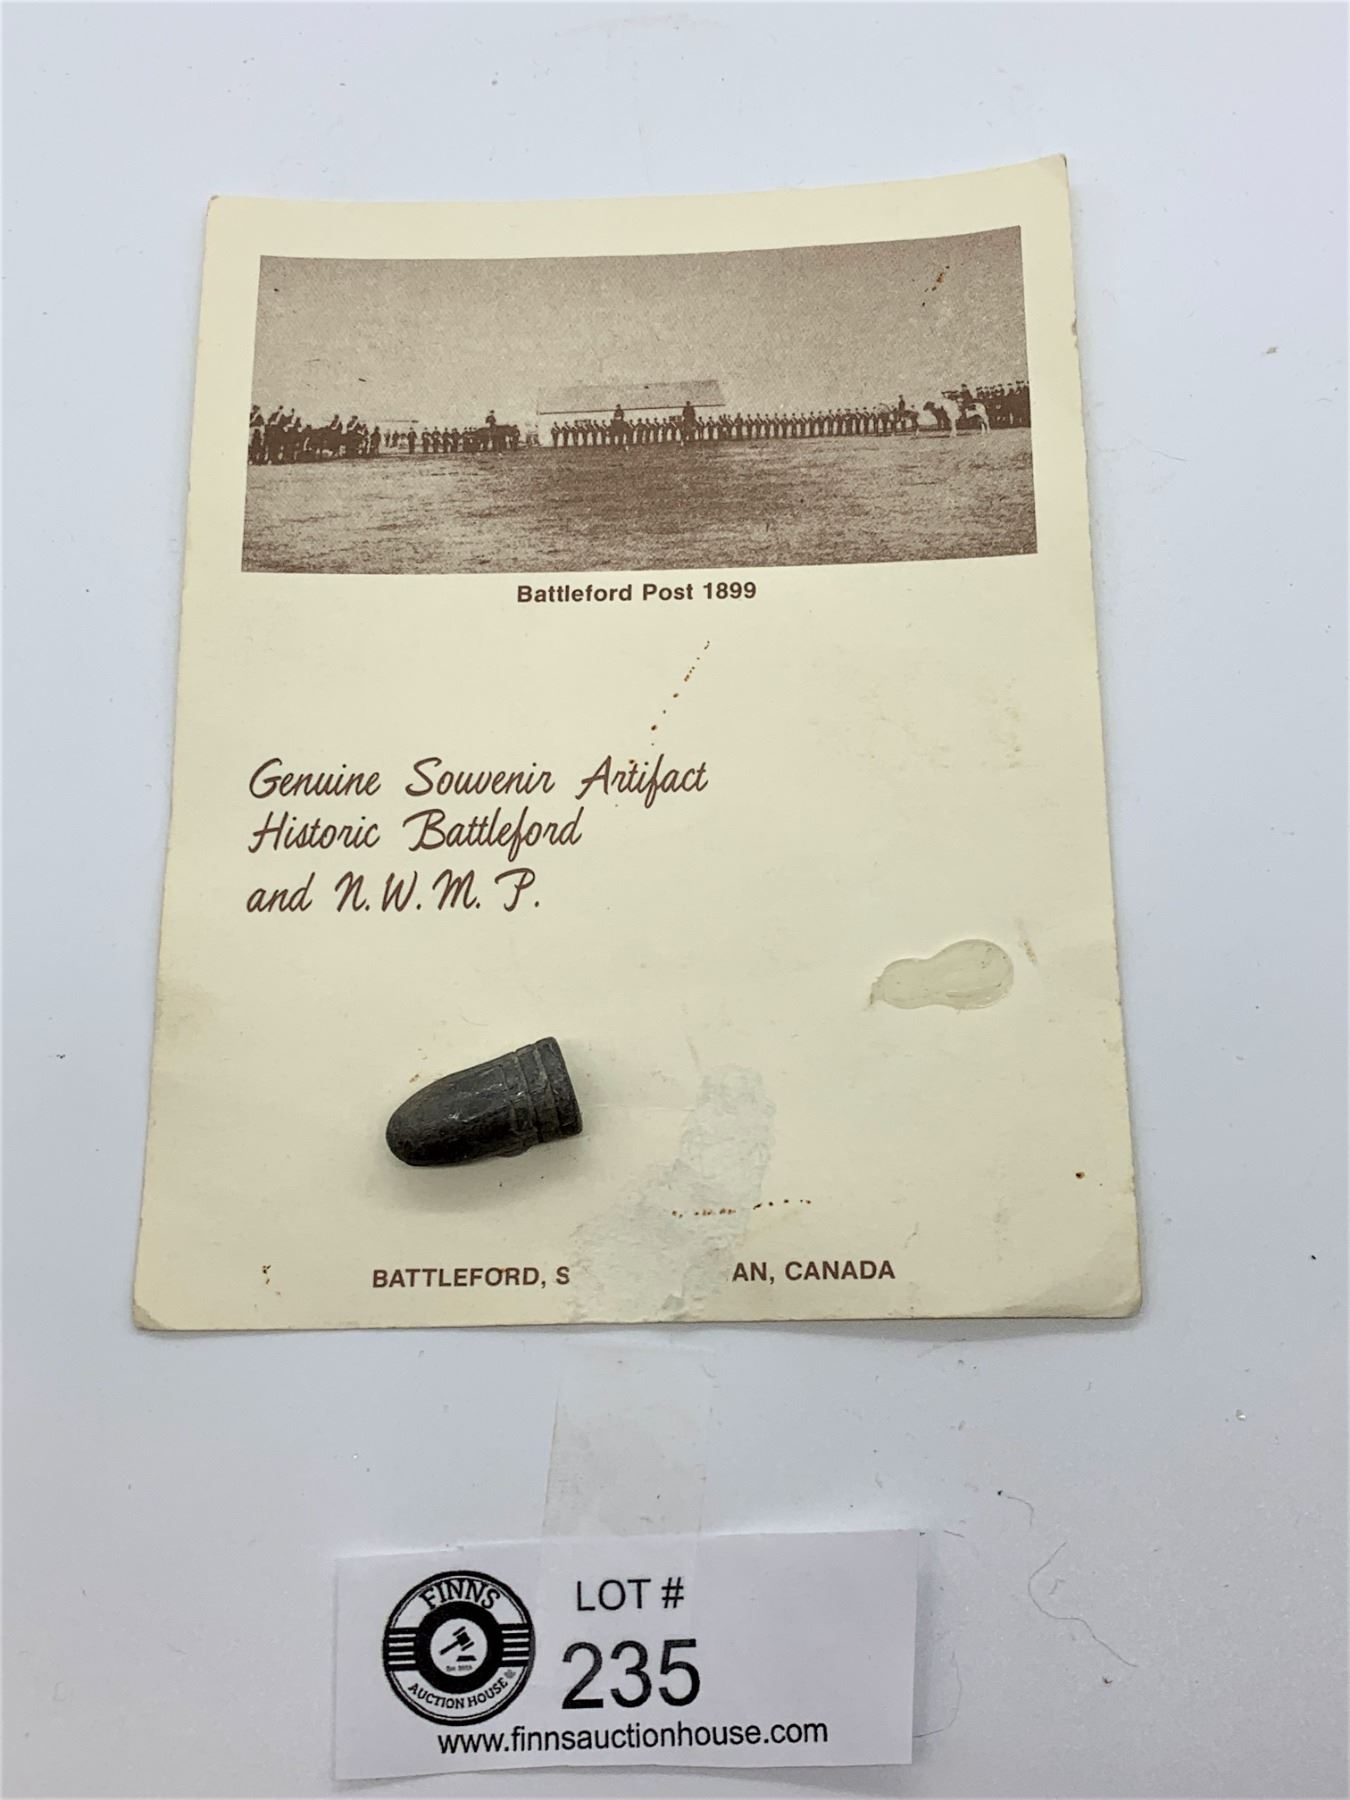 Battleford Post 1899
Genuine Souvenir Artifact
Historic Battleford
and N.W.M.P.
BATTLEFORD, S AN, CANADA
FINNS
AUCTION HOUSE
LOT #
235
www.finnsauctionhouse.com